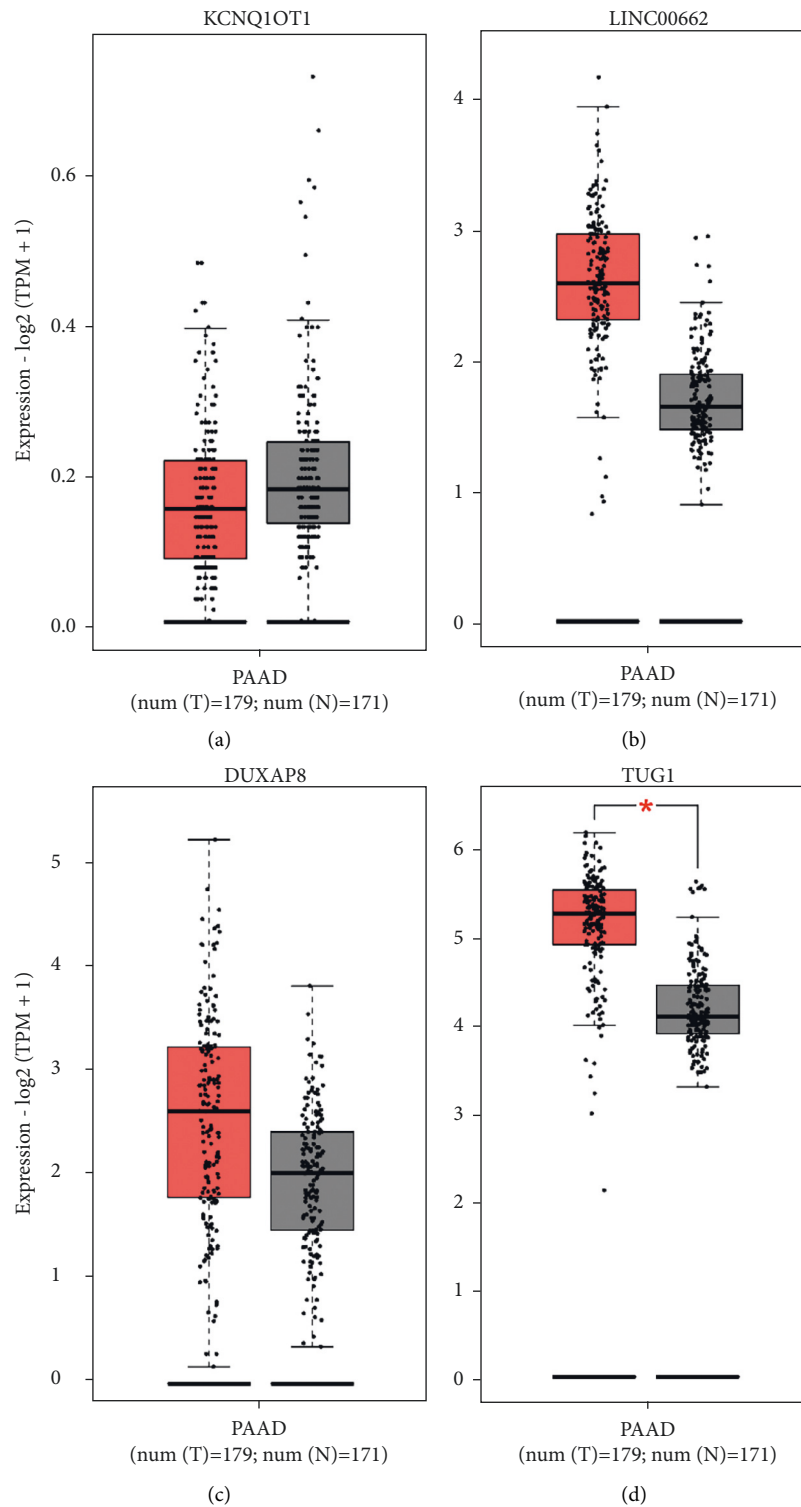 KCNQ1OT1
Expression - log2 (TPM + 1)
0.6
0.4
0.2
0.0
PAAD
(num (T)=179; num (N)=171)
(a)
LINC00662
4
3
2
1
0
PAAD
(num (T)=179; num (N)=171)
(b)
DUXAP8
Expression - log2 (TPM + 1)
5
4
3
2
1
0
PAAD
(num (T)=179; num (N)=171)
(c)
TUG1
*
6
5
4
3
2
1
0
PAAD
(num (T)=179; num (N)=171)
(d)